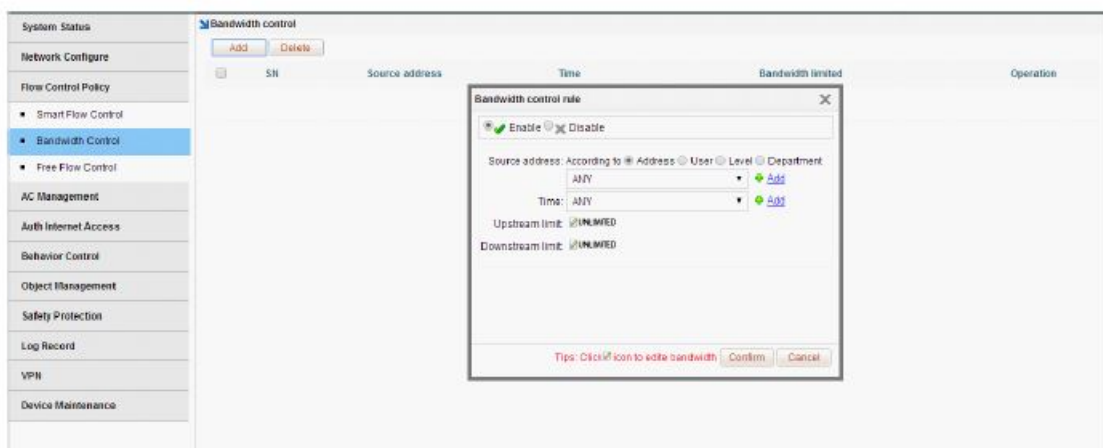 System Status
Network Configure
Flow Control Policy
Smart Flow Control
Bandwidth Control
Free Flow Control
AC Management
Auth Internet Access
Behavior Control
Object Management
Safety Protection
Log Record
VPN
Device Maintenance
Bandwidth control
Add Delete
SN Source address Time Bandwidth limited Operation
Bandwidth control rule
Enable Disable
Source address: According to Address User Level Department
ANY Add
Time: ANY Add
Upstream limit: UNLIMITED
Downstream limit: UNLIMITED
Tips: Click icon to edite bandwidth Confirm Cancel